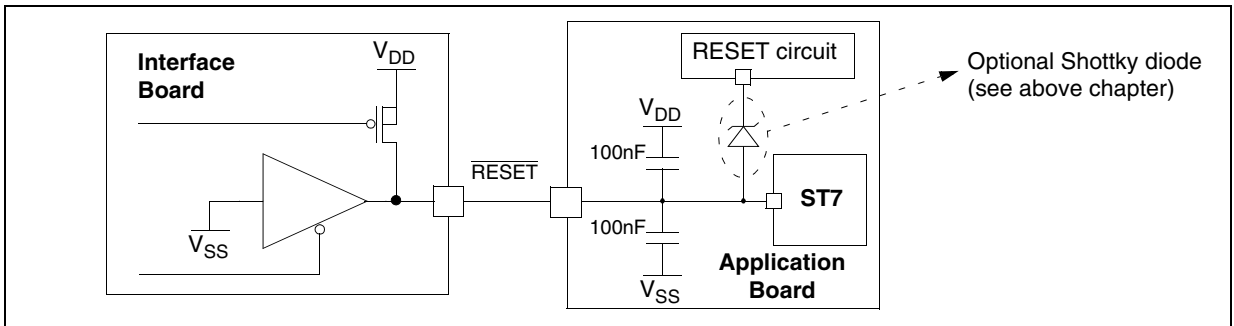 Interface
Board
VDD
VSS
RESET
RESET circuit
VDD
100nF
100nF
VSS
ST7
Application
Board
Optional Shottky diode
(see above chapter)